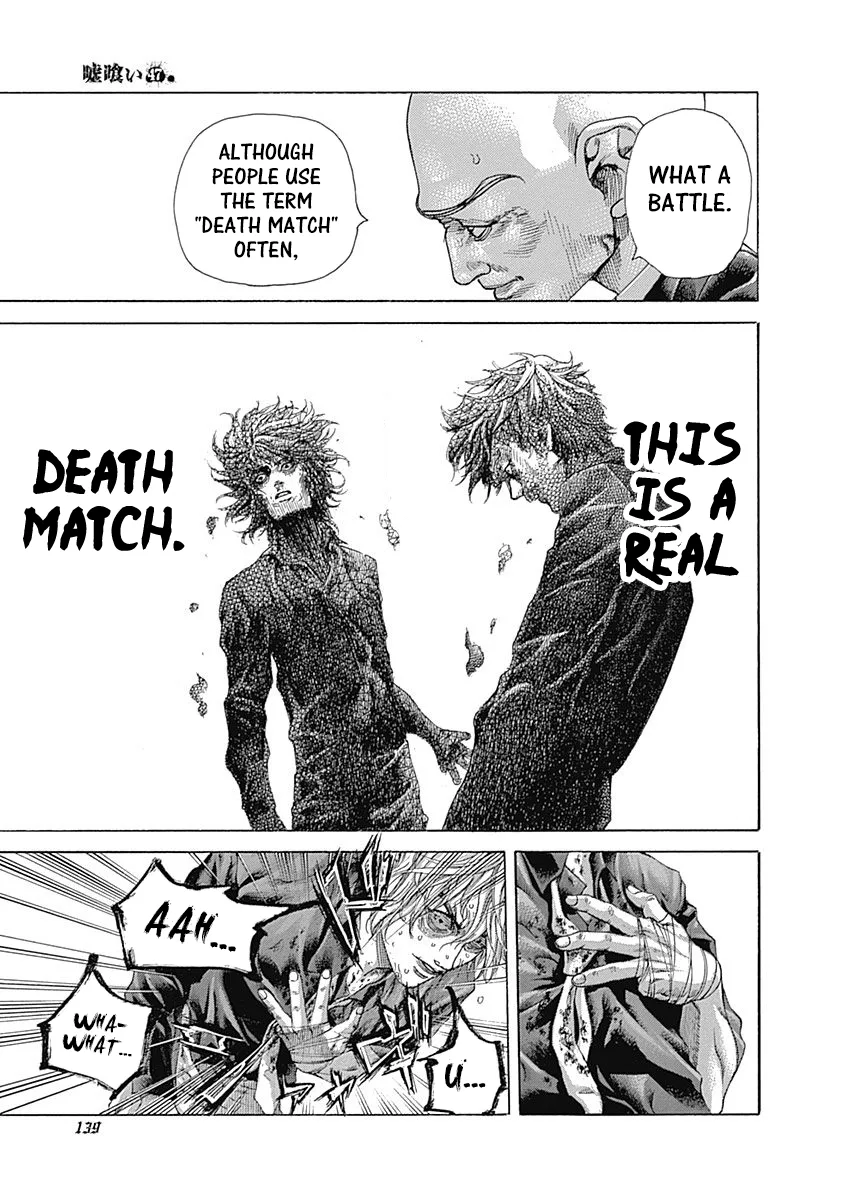 嘘喰い
WHAT A
BATTLE.
ALTHOUGH
PEOPLE USE
THE TERM
"DEATH MATCH"
OFTEN,
THIS
IS A
REAL
DEATH
MATCH.
U...
AAH...
WHA-
WHAT...
139